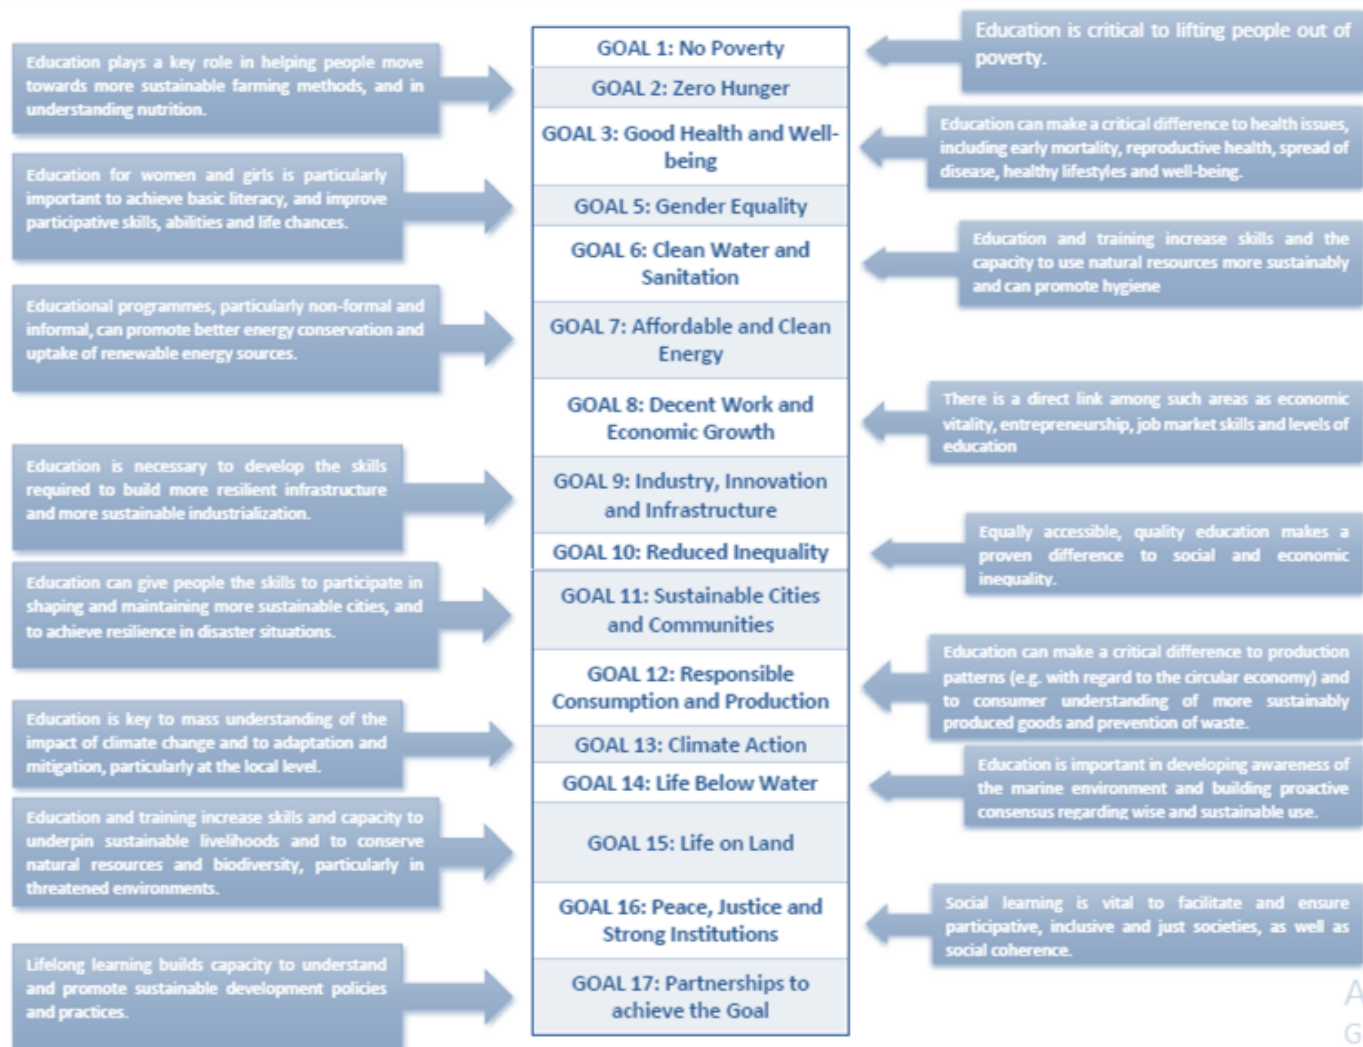 GOAL 1: No Poverty
GOAL 2: Zero Hunger
GOAL 3: Good Health and Well-
being
GOAL 5: Gender Equality
GOAL 6: Clean Water and
Sanitation
GOAL 7: Affordable and Clean
Energy
GOAL 8: Decent Work and
Economic Growth
GOAL 9: Industry, Innovation
and Infrastructure
GOAL 10: Reduced Inequality
GOAL 11: Sustainable Cities
and Communities
GOAL 12: Responsible
Consumption and Production
GOAL 13: Climate Action
GOAL 14: Life Below Water
GOAL 15: Life on Land
GOAL 16: Peace, Justice and
Strong Institutions
GOAL 17: Partnerships to
achieve the Goal
Education plays a key role in helping people move
towards more sustainable farming methods, and in
understanding nutrition.
Education for women and girls is particularly
important to achieve basic literacy, and improve
participative skills, abilities and life chances.
Educational programmes, particularly non-formal and
informal, can promote better energy conservation and
uptake of renewable energy sources.
Education is necessary to develop the skills
required to build more resilient infrastructure
and more sustainable industrialization.
Education can give people the skills to participate in
shaping and maintaining more sustainable cities, and
to achieve resilience in disaster situations.
Education is key to mass understanding of the
impact of climate change and to adaptation and
mitigation, particularly at the local level.
Education and training increase skills and capacity to
underpin sustainable livelihoods and to conserve
natural resources and biodiversity, particularly in
threatened environments.
Lifelong learning builds capacity to understand
and promote sustainable development policies
and practices.
Education is critical to lifting people out of
poverty.
Education can make a critical difference to health issues,
including early mortality, reproductive health, spread of
disease, healthy lifestyles and well-being.
Education and training increase skills and the
capacity to use natural resources more sustainably
and can promote hygiene
There is a direct link among such areas as economic
vitality, entrepreneurship, job market skills and levels of
education
Equally accessible, quality education makes a
proven difference to social and economic
inequality.
Education can make a critical difference to production
patterns (e.g. with regard to the circular economy) and
to consumer understanding of more sustainably
produced goods and prevention of waste.
Education is important in developing awareness of
the marine environment and building proactive
consensus regarding wise and sustainable use.
Social learning is vital to facilitate and ensure
participative, inclusive and just societies, as well as
social coherence.
A
G